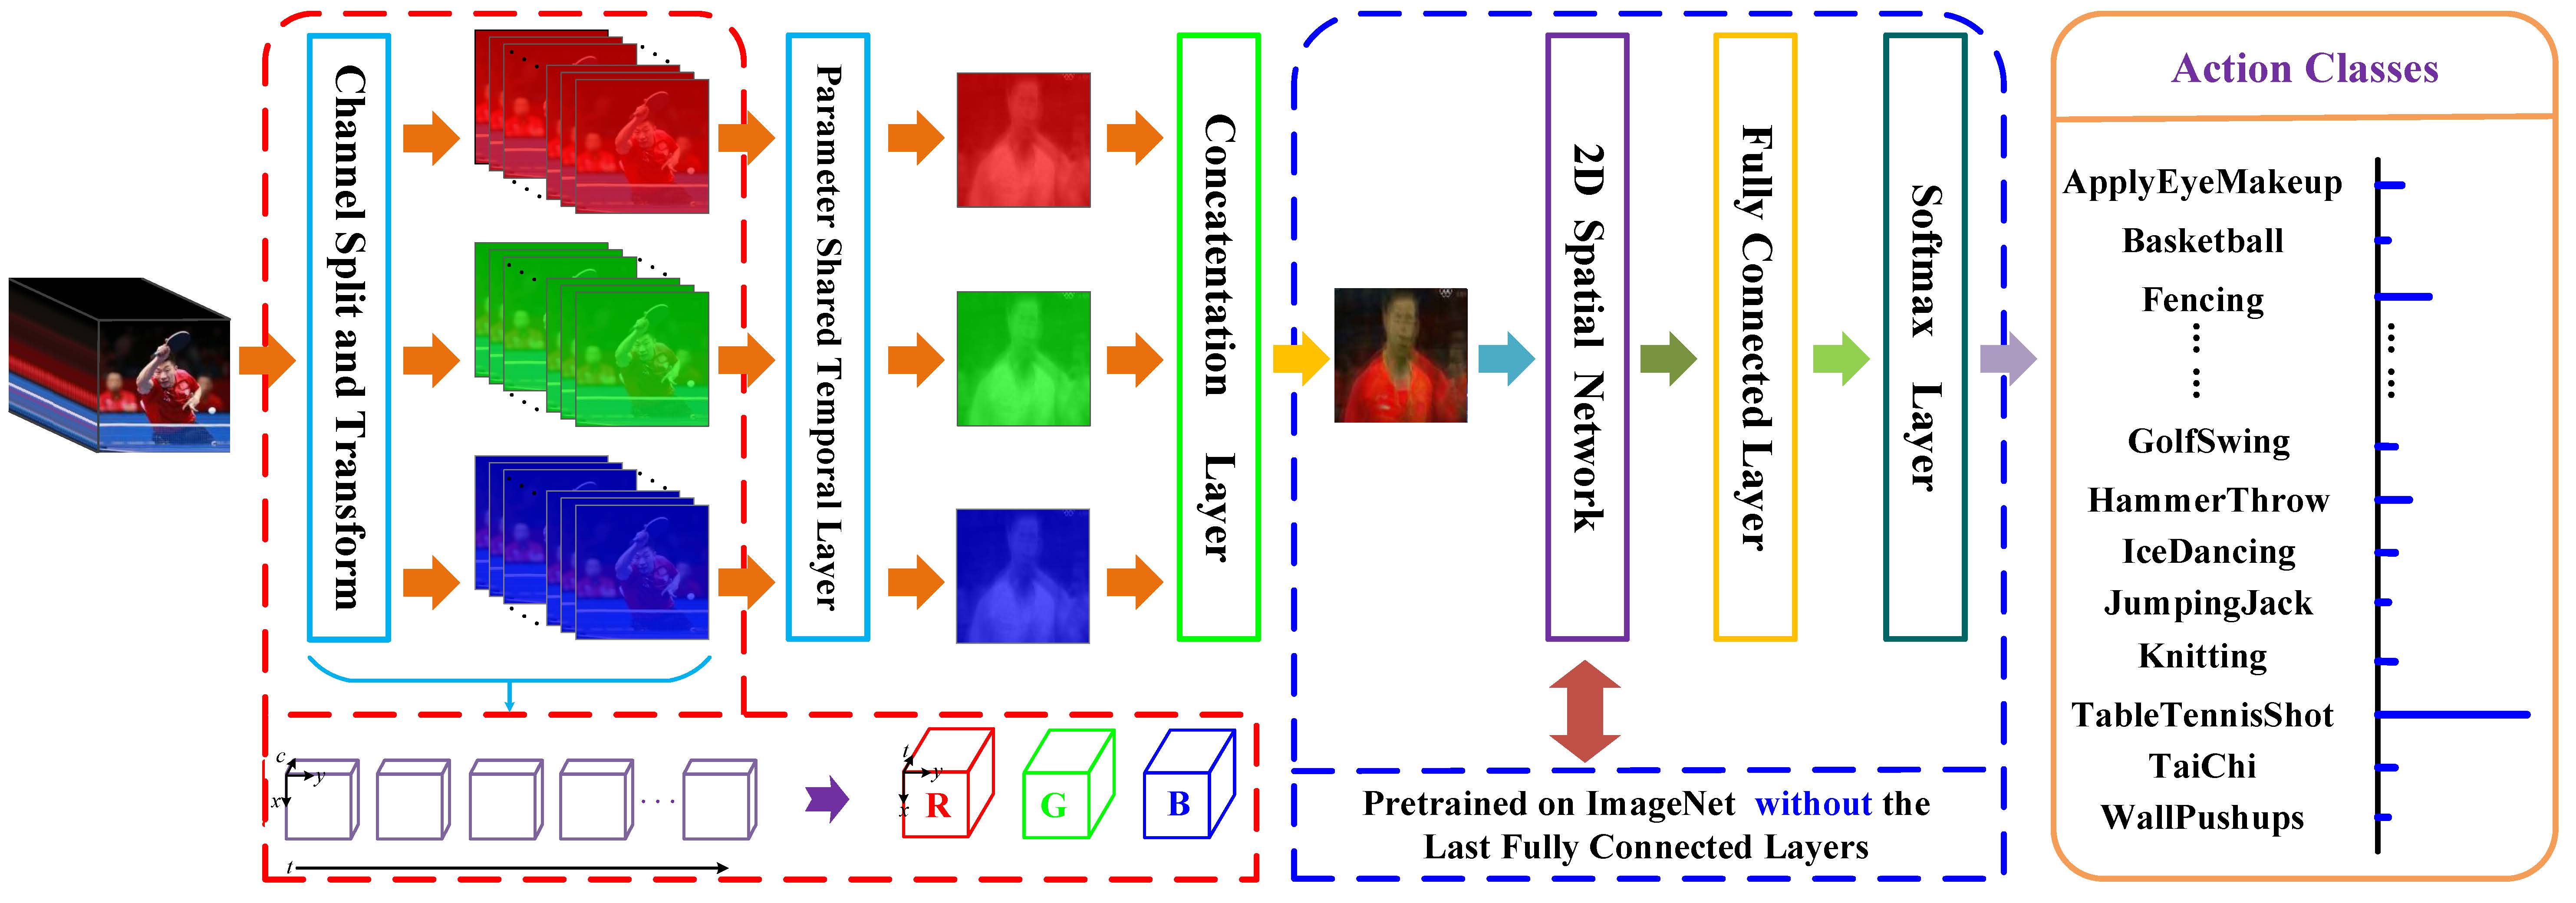 Channel Split and Transform
Parameter Shared Temporal Layer
Concatentation Layer
2D Spatial Network
Fully Connected Layer
Softmax Layer
Action Classes
ApplyEyeMakeup
Basketball
Fencing
GolfSwing
HammerThrow
IceDancing
JumpingJack
Knitting
TableTennisShot
TaiChi
WallPushups
c
y
x
t
t
y
x
R
G
B
Pretrained on ImageNet without the
Last Fully Connected Layers